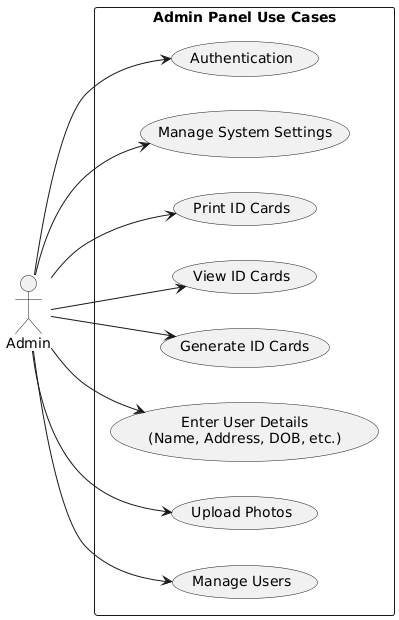 Admin Panel Use Cases
Authentication
Manage System Settings
Print ID Cards
View ID Cards
Admin
Generate ID Cards
Enter User Details
(Name, Address, DOB, etc.)
Upload Photos
Manage Users